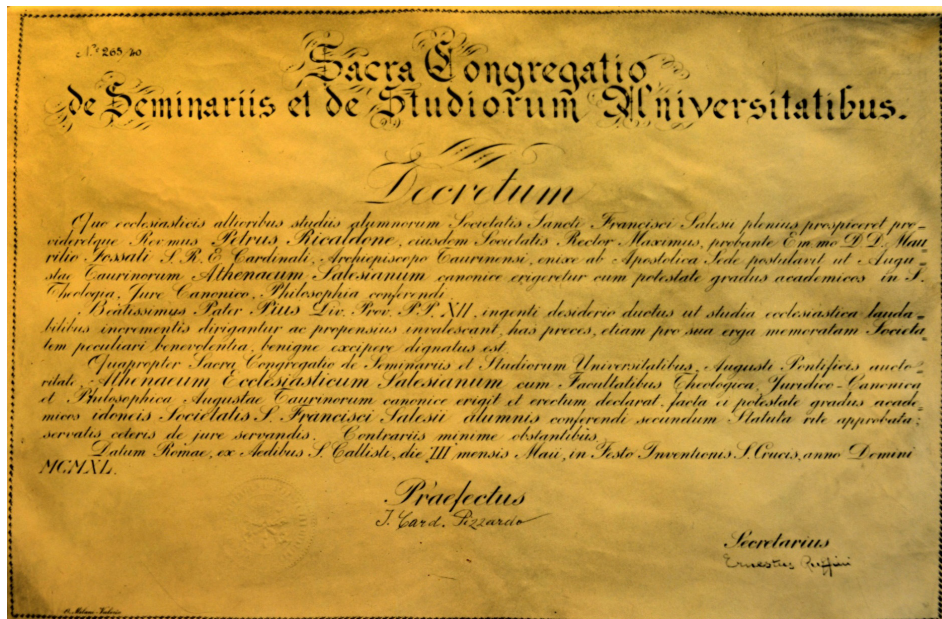 N.º 265/40
Sacra Congregatio
de Seminariis et de Studiorum Universitatibus.
Decretum
Quo ecclesiasticis altioribus studiis alumnorum Societatis Sancti Francisci Salesii plenius prospiceret pro=
videretque Rev.mus Petrus Ricaldone, eiusdem Societatis Rector Maximus, probante Em.mo D.D. Mau=
rilio Fossati S.R.E. Cardinali, Archiepiscopo Taurinensi, enixe ab Apostolica Sede postulavit ut Augu=
stae Taurinorum Athenaeum Salesianum canonice erigeretur cum potestate gradus academicos in S.
Theologia, Jure Canonico, Philosophia conferendi.
Beatissimus Pater Pius Div. Prov. P.P. XII, ingenti desiderio ductus ut studia ecclesiastica lauda=
bilibus incrementis dirigantur ac propensius invalescant, has preces, etiam pro sua erga memoratam Societa=
tem peculiari benevolentia, benigne excipere dignatus est.
Quapropter Sacra Congregatio de Seminariis et Studiorum Universitatibus, Augusti Pontificis aucto=
ritate, Athenaeum Ecclesiasticum Salesianum cum Facultatibus Theologica, Juridico-Canonica
et Philosophica Augustae Taurinorum canonice erigit et erectum declarat, facta ei potestate gradus acade=
micos idoneis Societatis S. Francisci Salesii alumnis conferendi secundum Statuta rite approbata;
servatis ceteris de jure servandis. Contrariis minime obstantibus.
Datum Romae, ex Aedibus S. Callisti, die III mensis Maii, in Festo Inventionis S. Crucis, anno Domini
MCMXL.
Praefectus
J. Card. Pizzardo
Secretarius
Ernestus Ruffini